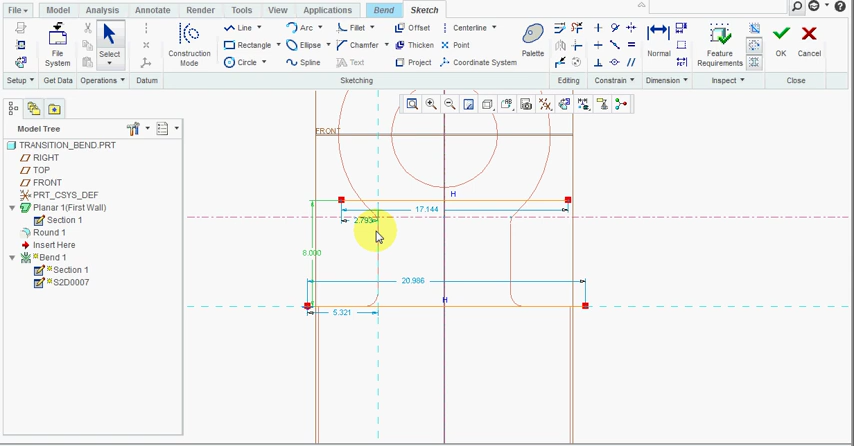 File Model Analysis Annotate Render Tools View Applications Bend Sketch
File System
Select
Construction Mode
Line Arc Fillet Offset Centerline
Rectangle Ellipse Chamfer Thicken Point
Circle Spline Text Project Coordinate System
Palette
Normal
Feature Requirements
OK
Cancel
Setup Get Data Operations Datum Sketching Editing Constrain Dimension Inspect Close
Model Tree
TRANSITION_BEND.PRT
RIGHT
TOP
FRONT
PRT_CSYS_DEF
Planar 1(First Wall)
Section 1
Round 1
Insert Here
Bend 1
Section 1
S2D0007
FRONT
H
17.144
2.793
8.000
20.986
H
5.321